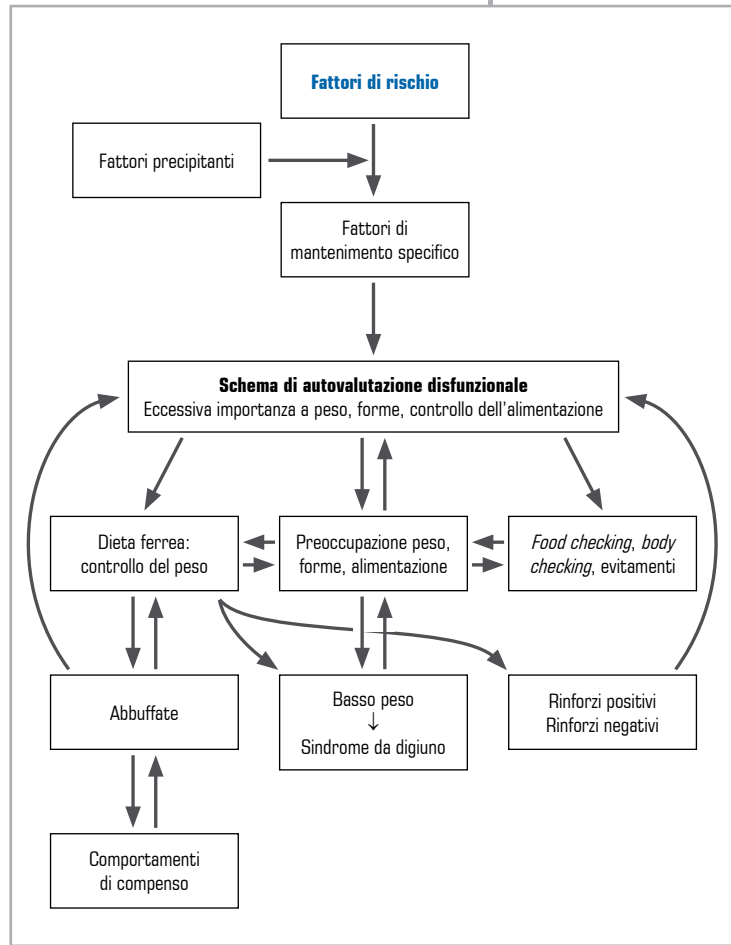 Fattori di rischio
Fattori precipitanti
Fattori di
mantenimento specifico
Schema di autovalutazione disfunzionale
Eccessiva importanza a peso, forme, controllo dell'alimentazione
Dieta ferrea:
controllo del peso
Preoccupazione peso,
forme, alimentazione
Food checking, body
checking, evitamenti
Abbuffate
Basso peso
↓
Sindrome da digiuno
Rinforzi positivi
Rinforzi negativi
Comportamenti
di compenso